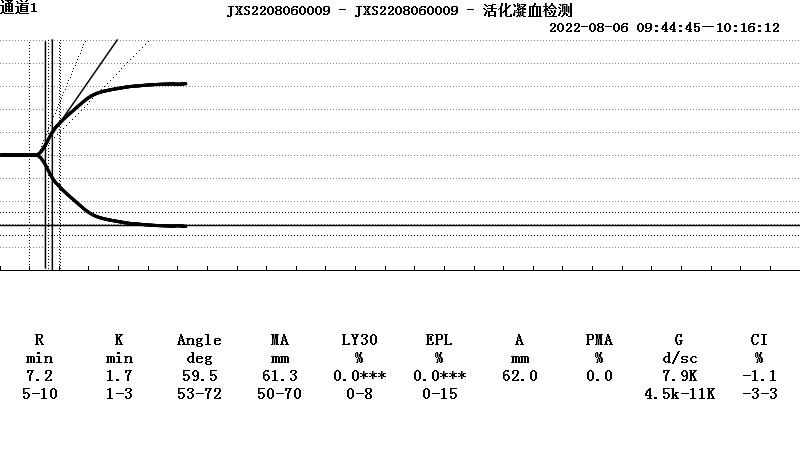 通道1
JXS2208060009 - JXS2208060009 - 活化凝血检测
2022-08-06 09:44:45—10:16:12
R K Angle MA LY30 EPL A PMA G CI
min min deg mm % % mm % d/sc %
7.2 1.7 59.5 61.3 0.0*** 0.0*** 62.0 0.0 7.9K -1.1
5-10 1-3 53-72 50-70 0-8 0-15 4.5k-11K -3-3